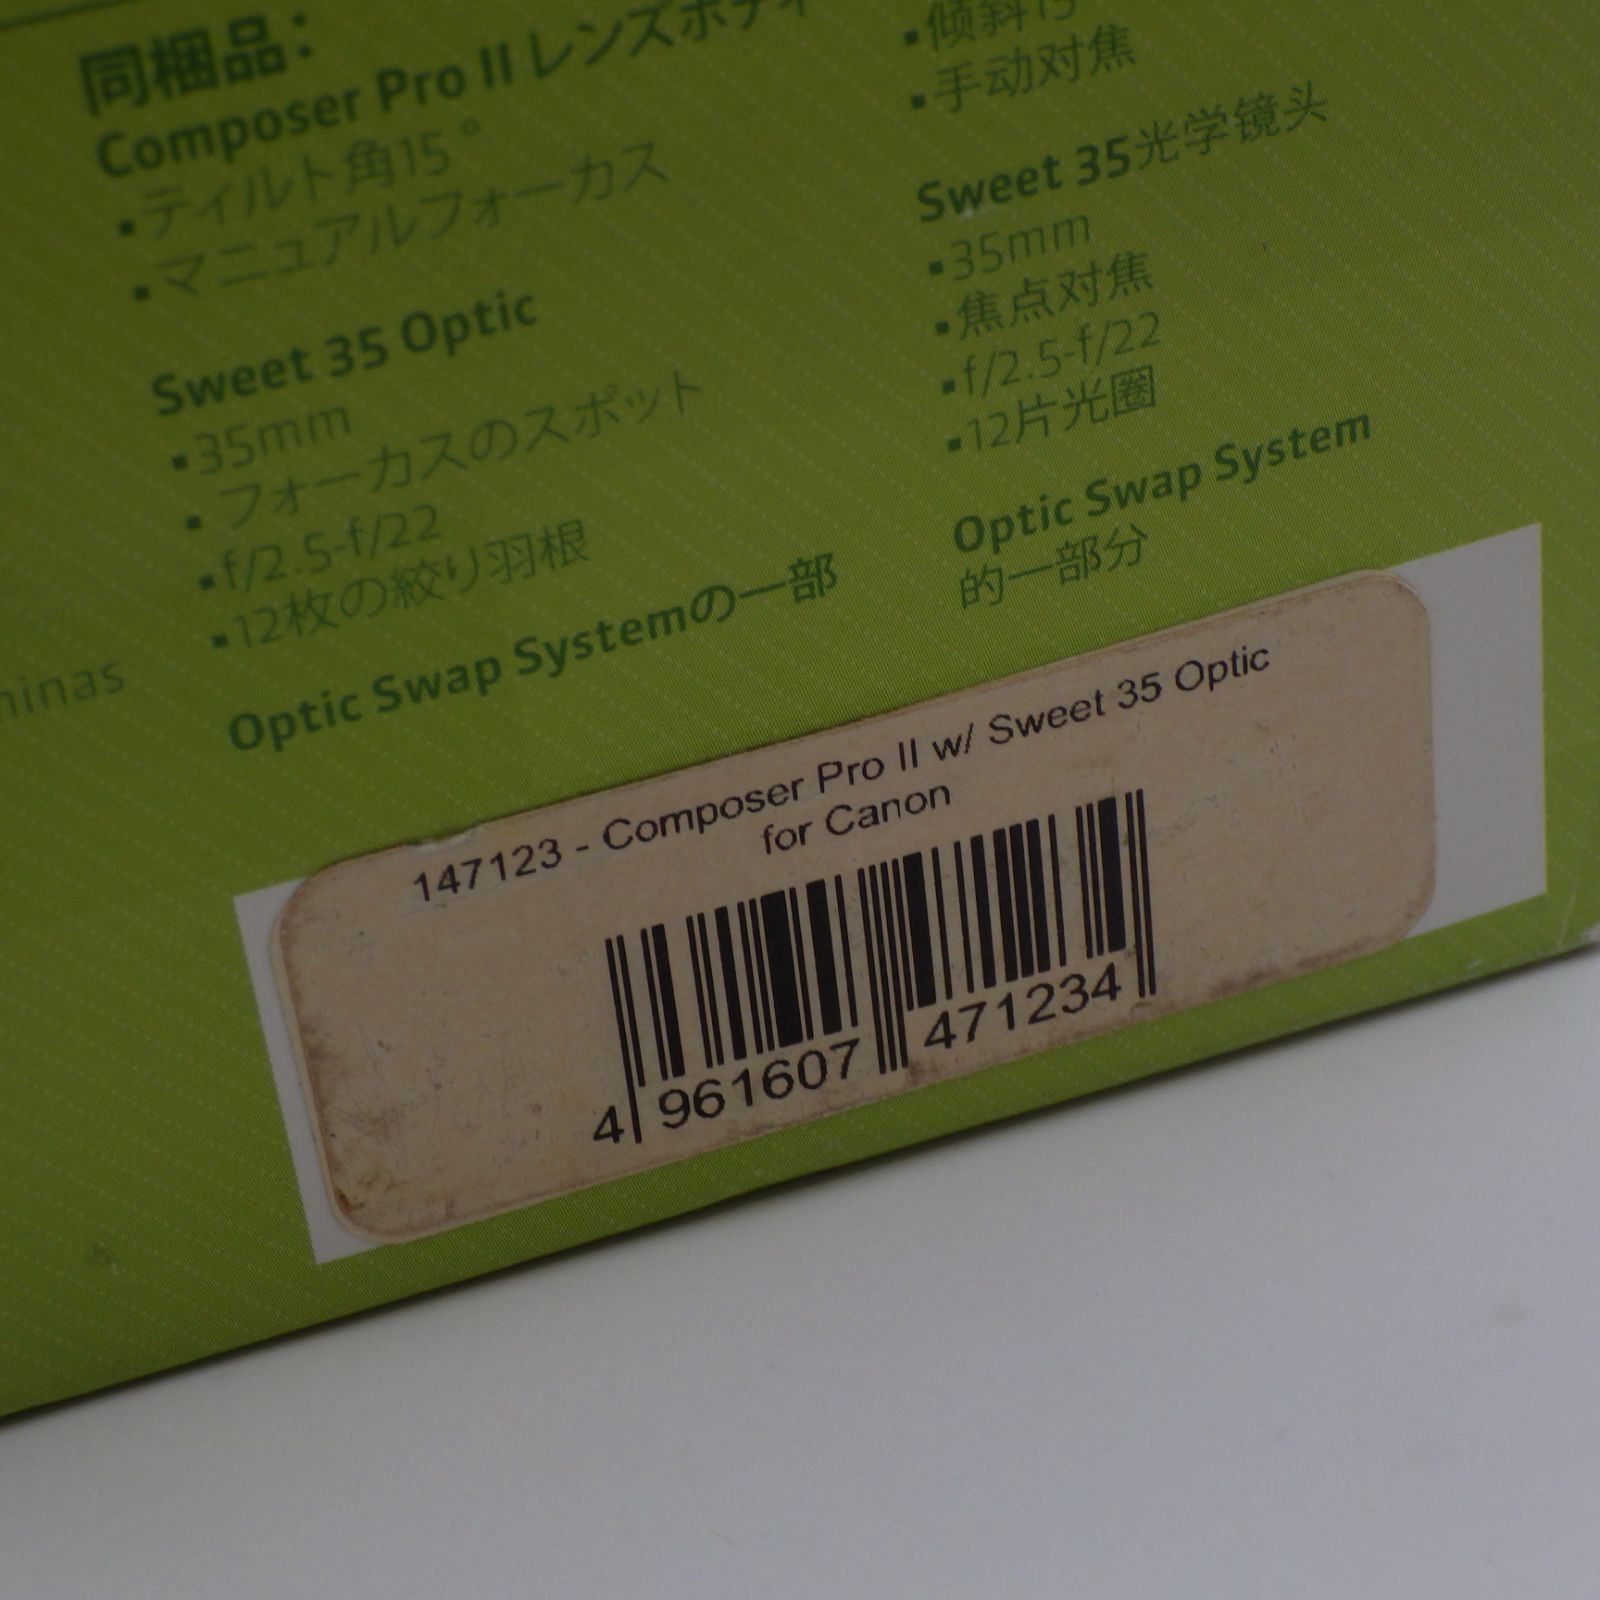 同梱品:
Composer Pro II レンズボディ
▪ティルト角15°
▪マニュアルフォーカス
Sweet 35 Optic
▪35mm
▪フォーカスのスポット
▪f/2.5-f/22
▪12枚の絞り羽根
Optic Swap Systemの一部
▪倾斜15°
▪手动对焦
Sweet 35光学镜头
▪35mm
▪焦点对焦
▪f/2.5-f/22
▪12片光圈
Optic Swap System
的一部分
147123 - Composer Pro II w/ Sweet 35 Optic
for Canon
4 961607 471234